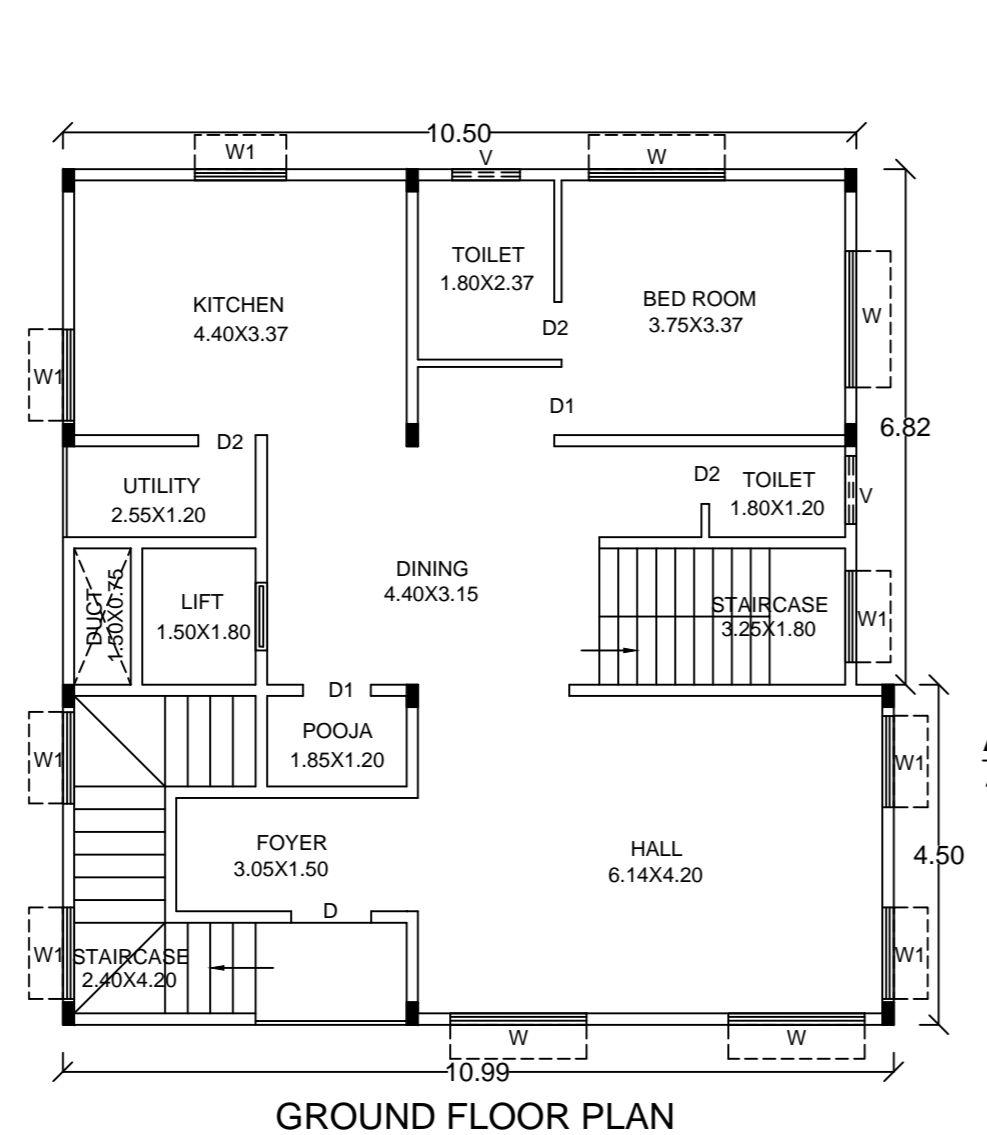 10.50
W1
V
W
TOILET
1.80X2.37
KITCHEN
4.40X3.37
BED ROOM
3.75X3.37
W
D2
W1
D1
6.82
D2
D2
TOILET
1.80X1.20
V
UTILITY
2.55X1.20
DINING
4.40X3.15
DUCT
1.50X0.75
LIFT
1.50X1.80
STAIRCASE
3.25X1.80
W1
D1
POOJA
1.85X1.20
W1
W1
FOYER
3.05X1.50
HALL
6.14X4.20
4.50
D
W1
STAIRCASE
2.40X4.20
W1
W
W
10.99
GROUND FLOOR PLAN